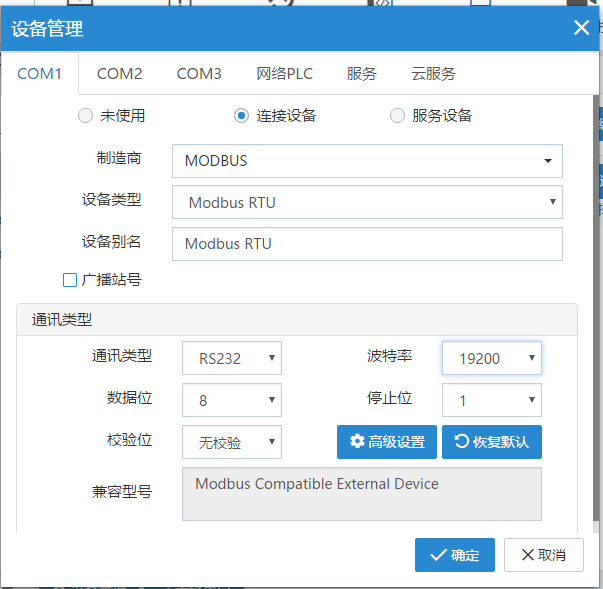 设备管理
COM1 COM2 COM3 网络PLC 服务 云服务
未使用 连接设备 服务设备
制造商 MODBUS
设备类型 Modbus RTU
设备别名 Modbus RTU
广播站号
通讯类型
通讯类型 RS232 波特率 19200
数据位 8 停止位 1
校验位 无校验 高级设置 恢复默认
兼容型号 Modbus Compatible External Device
确定 取消